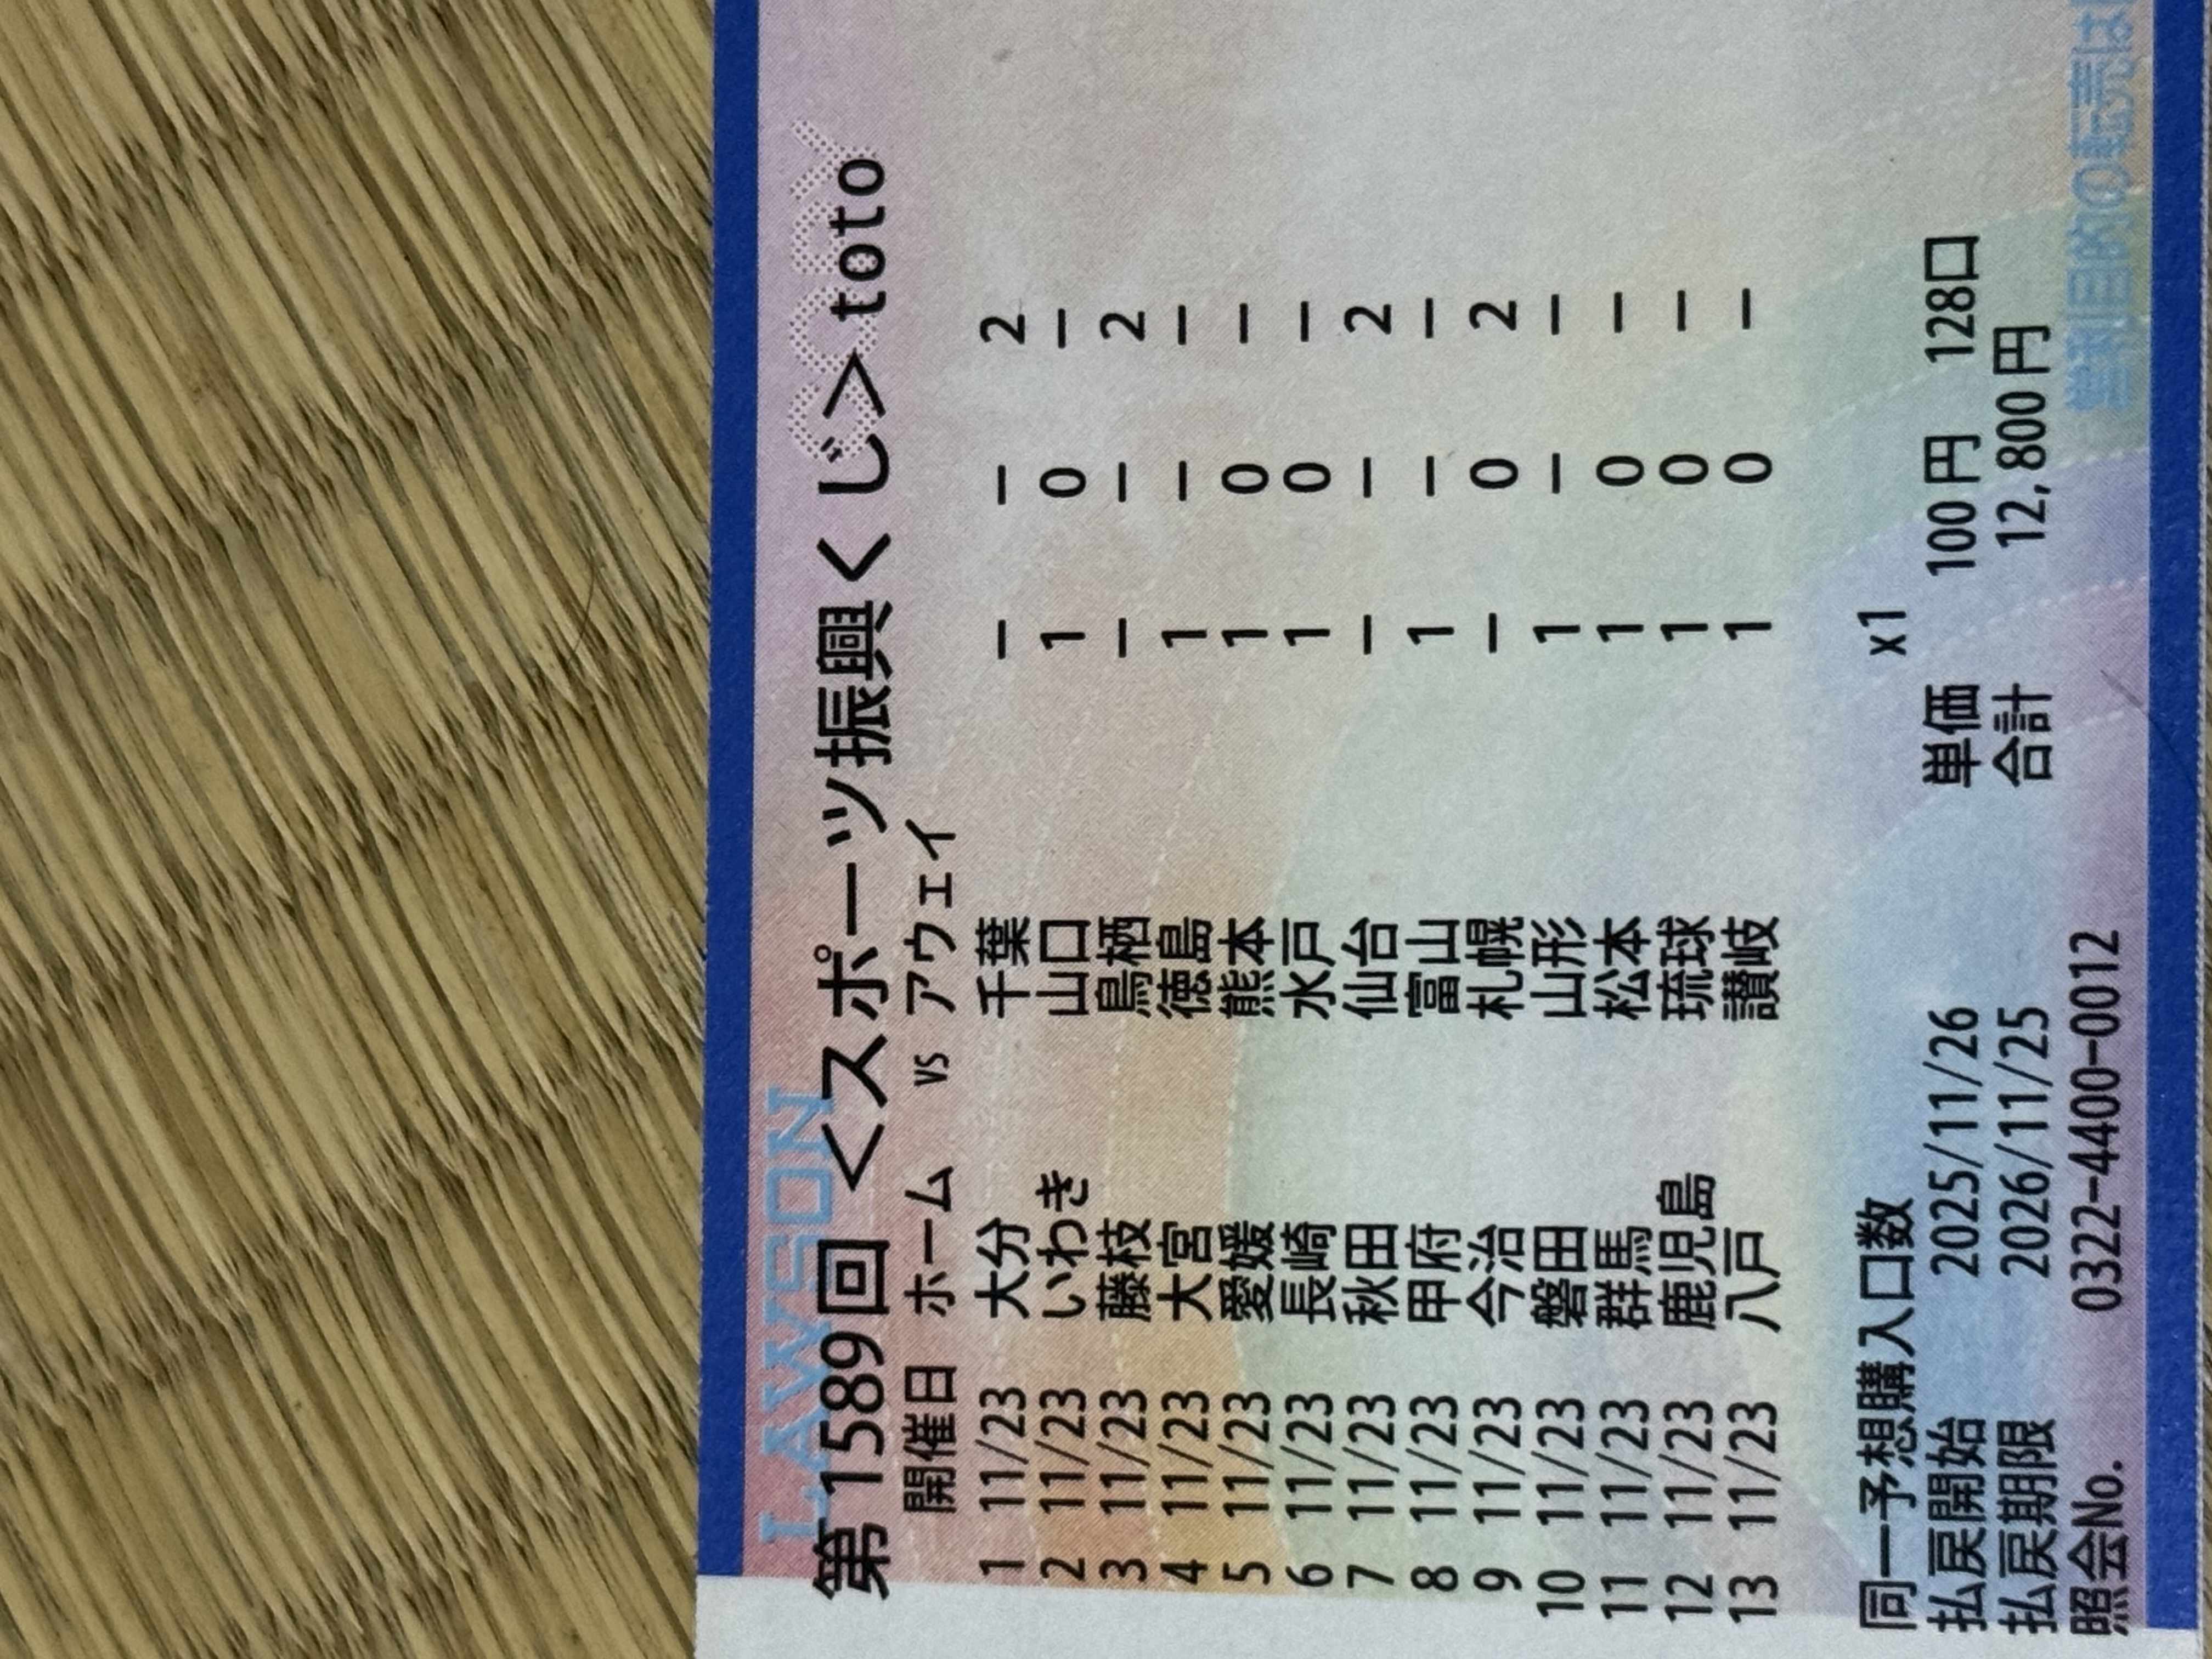 LAWSON
第1589回 <スポーツ振興くじ> toto
開催日 ホーム vs アウェイ
1 11/23 大分 千葉 － － 2
2 11/23 いわき 山口 1 0 －
3 11/23 藤枝 鳥栖 － － 2
4 11/23 大宮 徳島 1 － －
5 11/23 愛媛 熊本 1 0 －
6 11/23 長崎 水戸 1 0 －
7 11/23 秋田 仙台 － － 2
8 11/23 甲府 富山 1 － －
9 11/23 今治 札幌 － 0 2
10 11/23 磐田 山形 1 － －
11 11/23 群馬 松本 1 0 －
12 11/23 鹿児島 琉球 1 0 －
13 11/23 八戸 讃岐 1 0 －
同一予想購入口数 x1
払戻開始 2025/11/26 単価 100円 128口
払戻期限 2026/11/25 合計 12,800円
照会No. 0322-4400-0012
営利目的の転売は